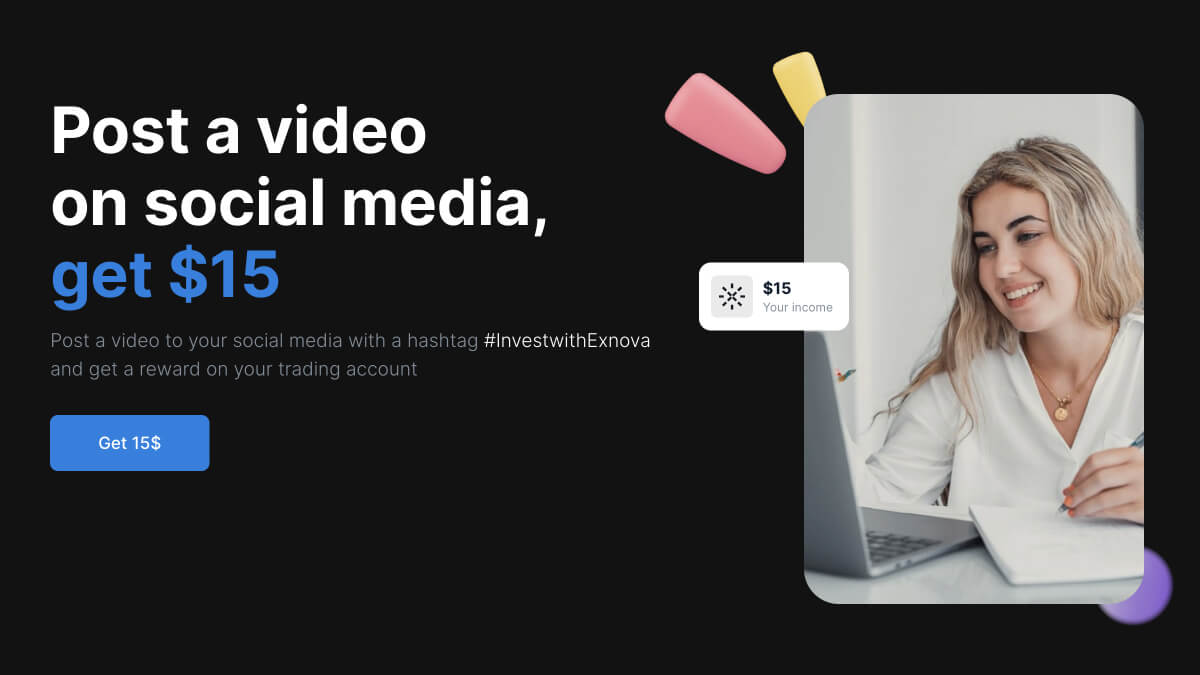 Post a video
on social media,
get $15
Post a video to your social media with a hashtag #InvestwithExnova
and get a reward on your trading account
Get 15$
$15
Your income